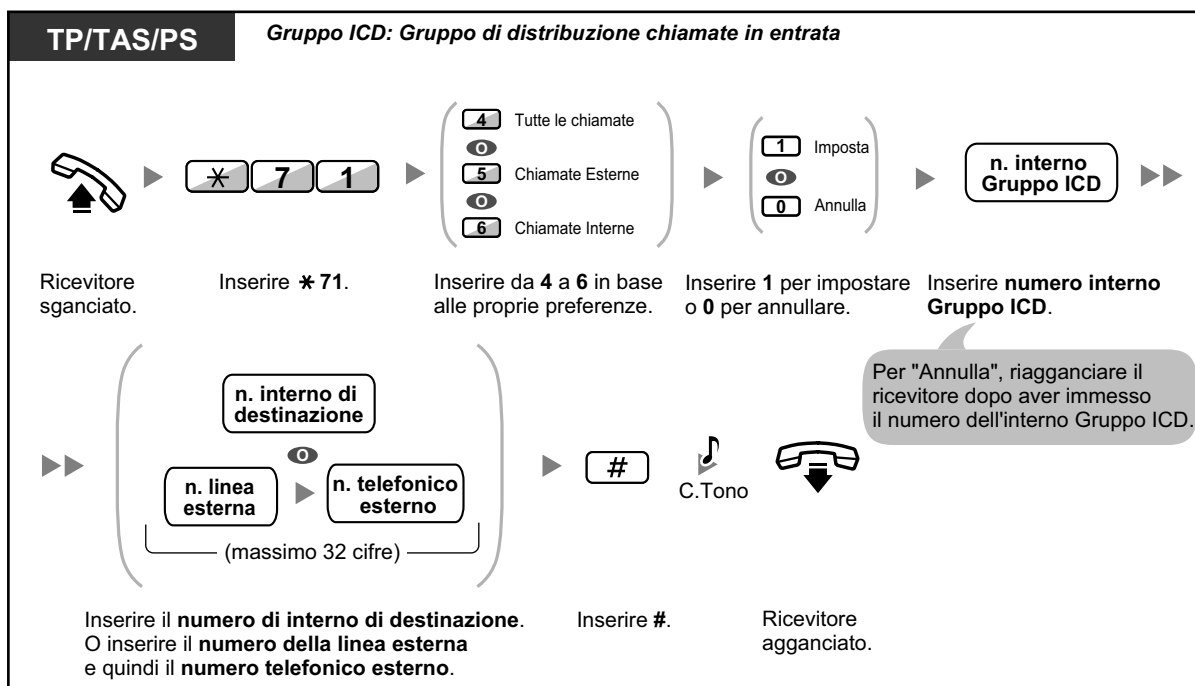 TP/TAS/PS
Gruppo ICD: Gruppo di distribuzione chiamate in entrata
* 7 1
4 Tutte le chiamate
O
5 Chiamate Esterne
O
6 Chiamate Interne
1 Imposta
O
0 Annulla
n. interno
Gruppo ICD
Ricevitore
sganciato.
Inserire * 71.
Inserire da 4 a 6 in base
alle proprie preferenze.
Inserire 1 per impostare
o 0 per annullare.
Inserire numero interno
Gruppo ICD.
Per "Annulla", riagganciare il
ricevitore dopo aver immesso
il numero dell'interno Gruppo ICD.
n. interno di
destinazione
O
n. linea
esterna
n. telefonico
esterno
(massimo 32 cifre)
#
C.Tono
Inserire il numero di interno di destinazione.
O inserire il numero della linea esterna
e quindi il numero telefonico esterno.
Inserire #.
Ricevitore
agganciato.